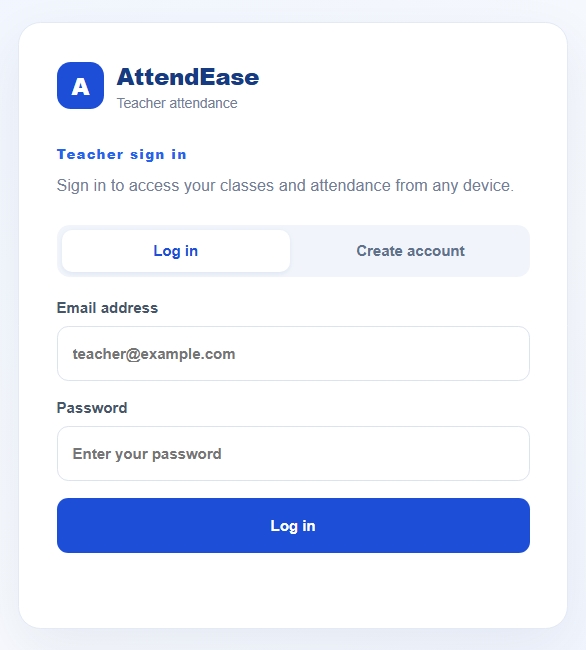 A
AttendEase
Teacher attendance
Teacher sign in
Sign in to access your classes and attendance from any device.
Log in
Create account
Email address
teacher@example.com
Password
Enter your password
Log in